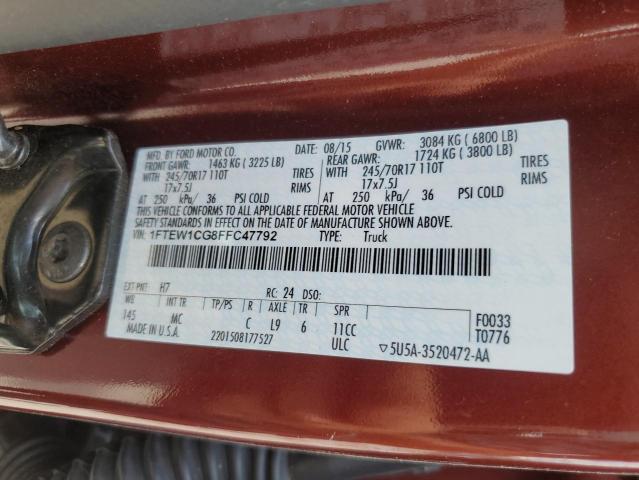 MFD. BY FORD MOTOR CO.
DATE: 08/15 GVWR: 3084 KG ( 6800 LB)
FRONT GAWR: 1463 KG ( 3225 LB) REAR GAWR: 1724 KG ( 3800 LB)
WITH 245/70R17 110T TIRES WITH 245/70R17 110T TIRES
17x7.5J RIMS 17x7.5J RIMS
AT 250 kPa/ 36 PSI COLD AT 250 kPa/ 36 PSI COLD
THIS VEHICLE CONFORMS TO ALL APPLICABLE FEDERAL MOTOR VEHICLE
SAFETY STANDARDS IN EFFECT ON THE DATE OF MANUFACTURE SHOWN ABOVE.
VIN: 1FTEW1CG8FFC47792 TYPE: Truck
EXT PNT: H7 RC: 24 DSO:
WB INT TR TP/PS R AXLE TR SPR
145 MC C L9 6 11CC F0033
MADE IN U.S.A. 2201508177527 ULC T0776
▽5U5A-3520472-AA